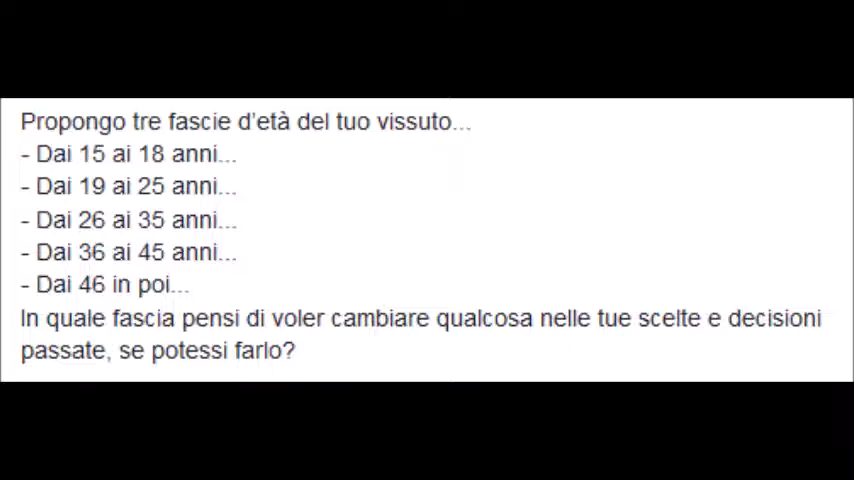 Propongo tre fascie d'età del tuo vissuto...
- Dai 15 ai 18 anni...
- Dai 19 ai 25 anni...
- Dai 26 ai 35 anni...
- Dai 36 ai 45 anni...
- Dai 46 in poi...
In quale fascia pensi di voler cambiare qualcosa nelle tue scelte e decisioni
passate, se potessi farlo?